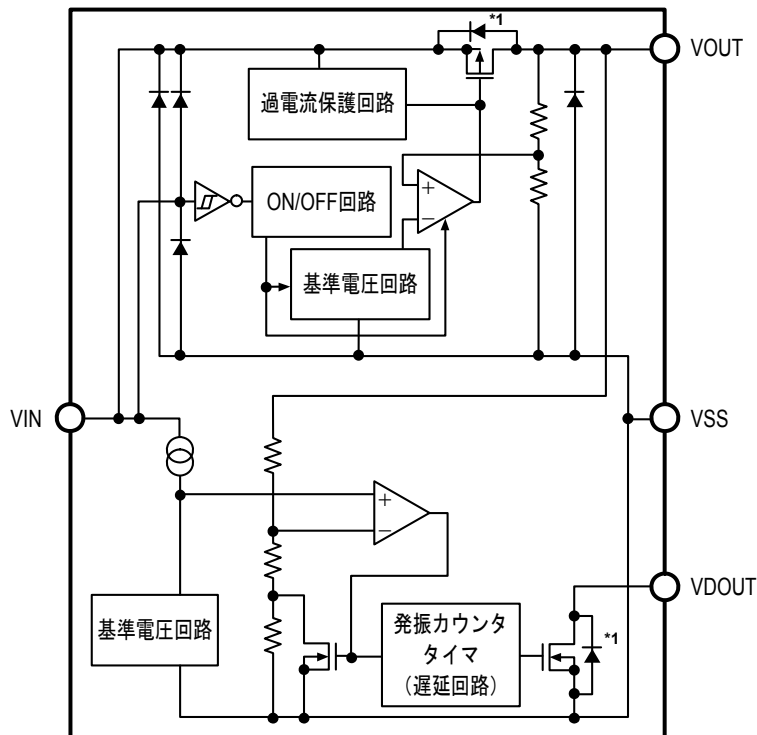 *1
VOUT
過電流保護回路
ON/OFF回路
+
−
基準電圧回路
VIN
VSS
+
−
VDOUT
基準電圧回路
発振カウンタ
タイマ
（遅延回路）
*1